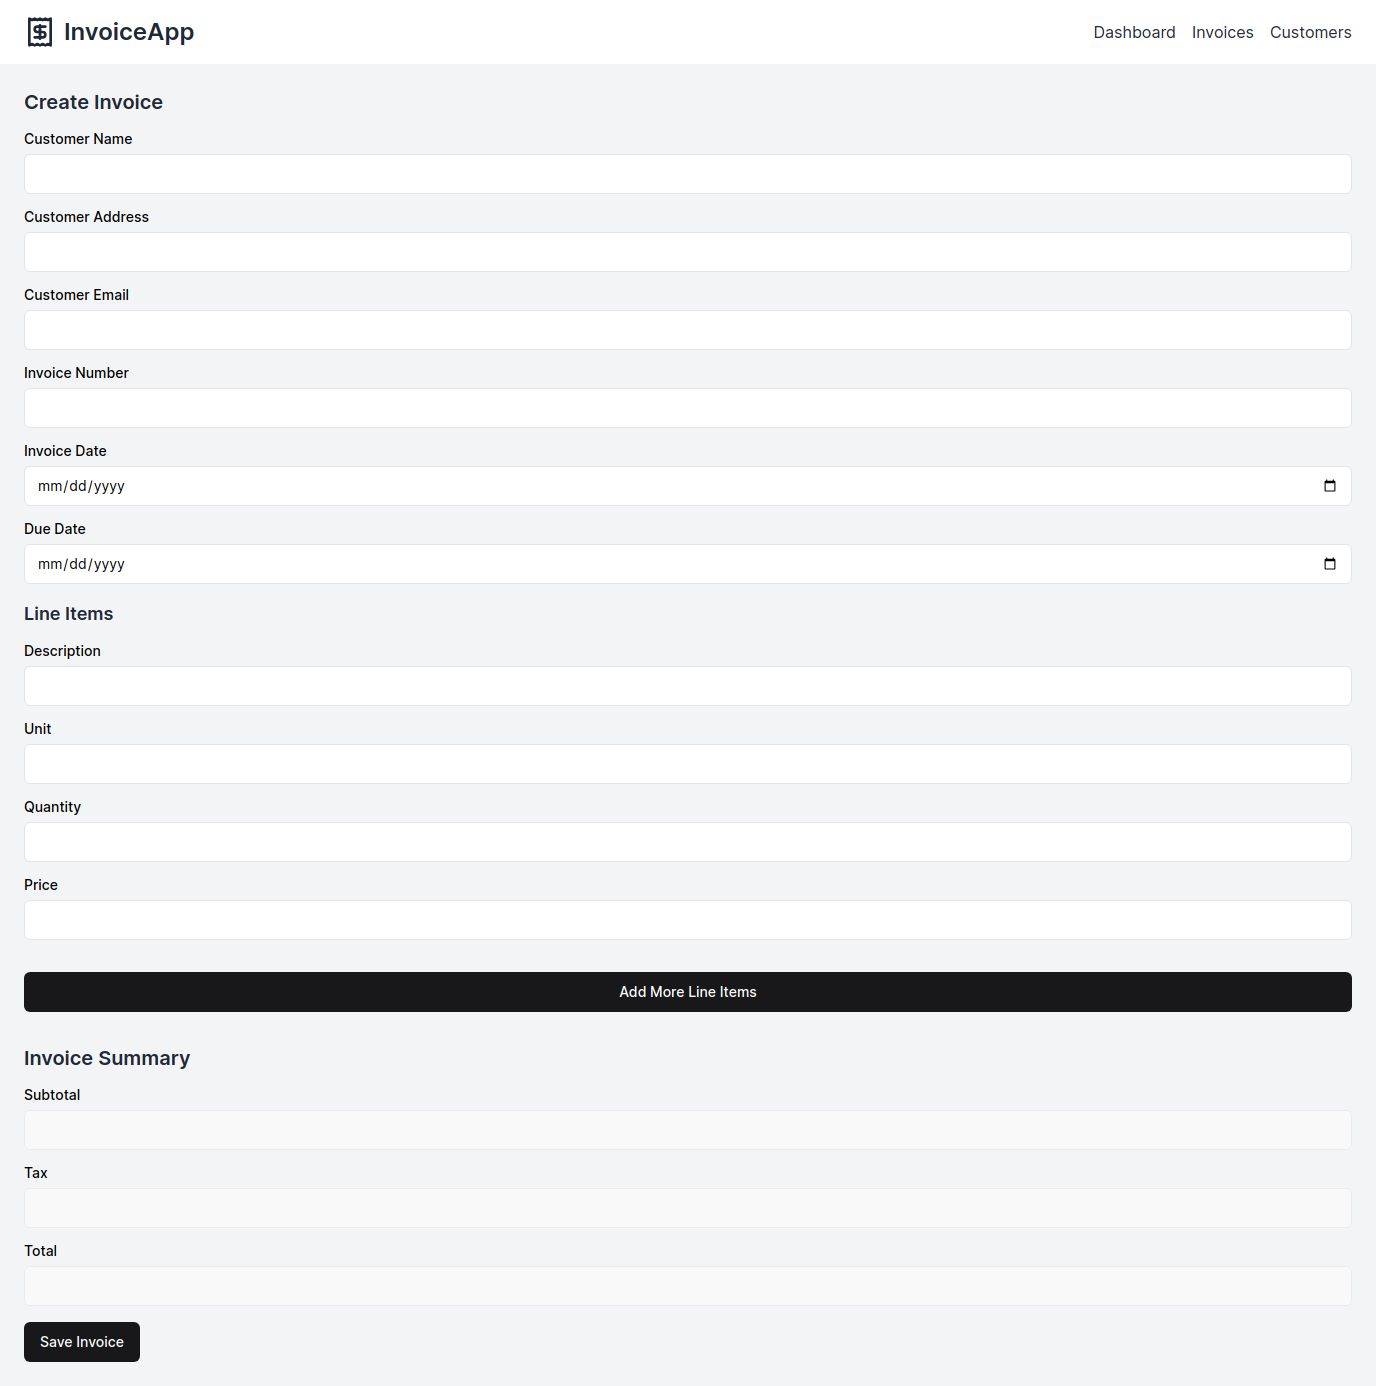 InvoiceApp
Dashboard Invoices Customers
Create Invoice
Customer Name
Customer Address
Customer Email
Invoice Number
Invoice Date
mm/dd/yyyy
Due Date
mm/dd/yyyy
Line Items
Description
Unit
Quantity
Price
Add More Line Items
Invoice Summary
Subtotal
Tax
Total
Save Invoice